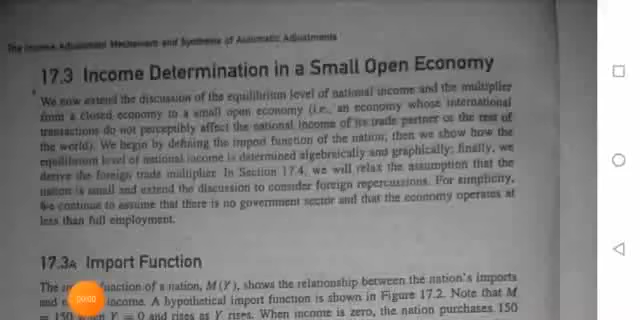 The Income Adjustment Mechanism and Synthesis of Automatic Adjustments
17.3 Income Determination in a Small Open Economy
We now extend the discussion of the equilibrium level of national income and the multiplier
from a closed economy to a small open economy (i.e., an economy whose international
transactions do not perceptibly affect the national income of its trade partner or the rest of
the world). We begin by defining the import function of the nation; then we show how the
equilibrium level of national income is determined algebraically and graphically; finally, we
derive the foreign trade multiplier. In Section 17.4, we will relax the assumption that the
nation is small and extend the discussion to consider foreign repercussions. For simplicity,
we continue to assume that there is no government sector and that the economy operates at
less than full employment.
17.3A Import Function
The function of a nation, M(Y), shows the relationship between the nation's imports
and income. A hypothetical import function is shown in Figure 17.2. Note that M
= 150 when Y = 0 and rises as Y rises. When income is zero, the nation purchases 150
00:00